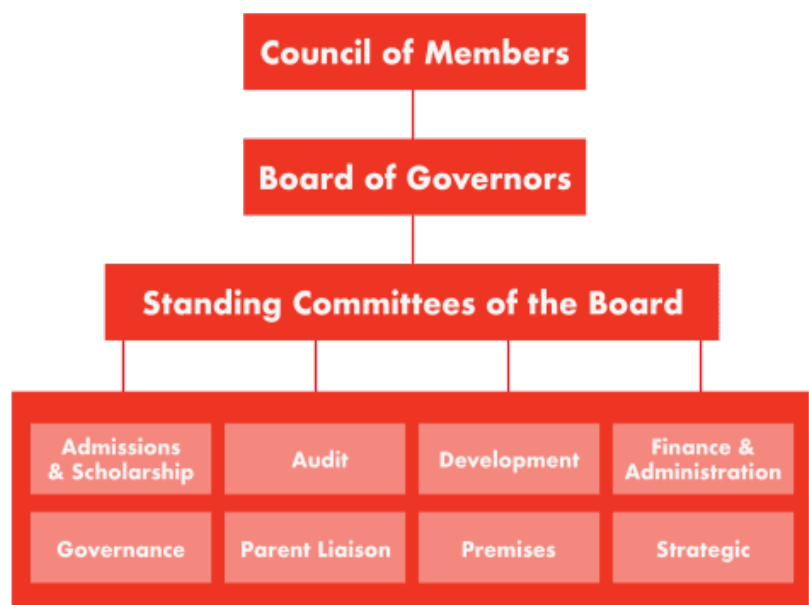 Council of Members
Board of Governors
Standing Committees of the Board
Admissions
& Scholarship
Audit
Development
Finance &
Administration
Governance
Parent Liaison
Premises
Strategic